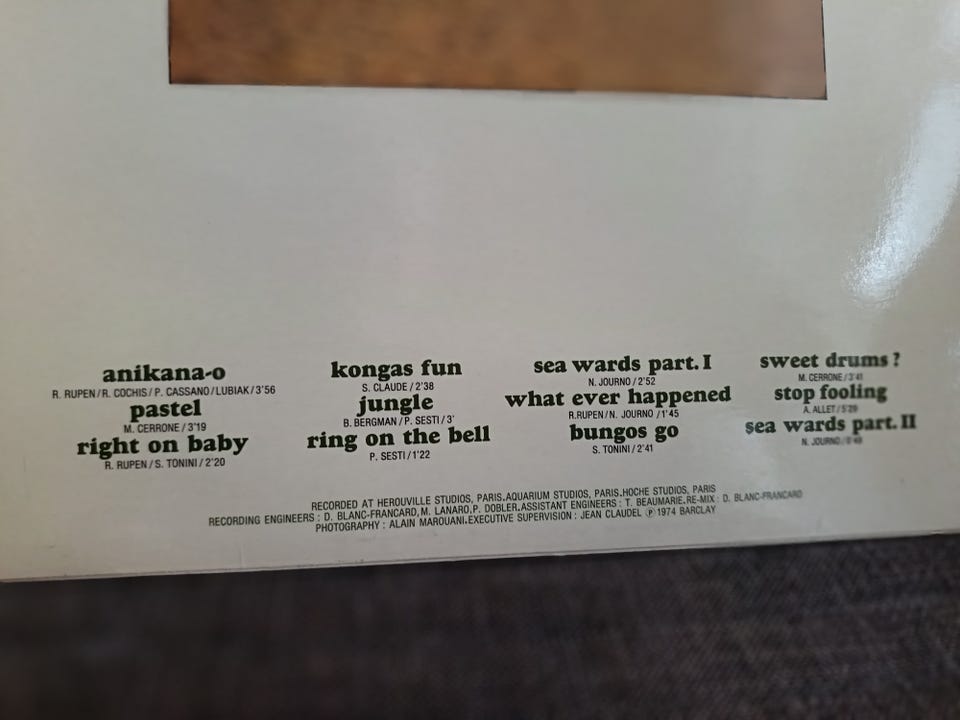 anikana-o
R. RUPEN/R. COCHIS/P. CASSANO/LUBIAK/3'56
pastel
M. CERRONE/3'19
right on baby
R. RUPEN/S. TONINI/2'20
kongas fun
S. CLAUDE/2'38
jungle
B. BERGMAN/P. SESTI/3'
ring on the bell
P. SESTI/1'22
sea wards part.I
N. JOURNO/2'52
what ever happened
R.RUPEN/N. JOURNO/1'45
bungos go
S. TONINI/2'41
sweet drums?
M. CERRONE/3'41
stop fooling
A. ALLET/5'29
sea wards part.II
N. JOURNO
RECORDED AT HEROUVILLE STUDIOS, PARIS.AQUARIUM STUDIOS, PARIS.HOCHE STUDIOS, PARIS
RECORDING ENGINEERS : D. BLANC-FRANCARD,M. LANARO,P. DOBLER.ASSISTANT ENGINEERS : T. BEAUMARIE.RE-MIX : D. BLANC-FRANCARD
PHOTOGRAPHY : ALAIN MAROUANI.EXECUTIVE SUPERVISION : JEAN CLAUDEL ℗ 1974 BARCLAY